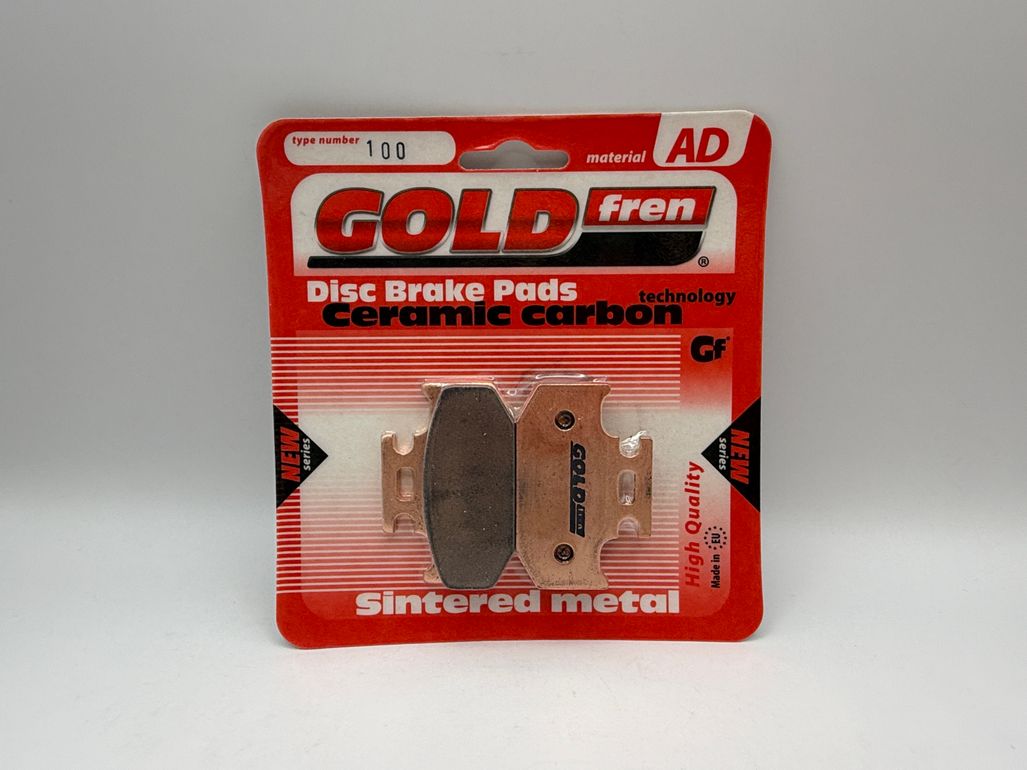 type number 100
material AD
GOLD fren
®
Disc Brake Pads
technology
Ceramic carbon
Gf
NEW
series
NEW
series
GOLD fren
High Quality
Made in EU
Sintered metal